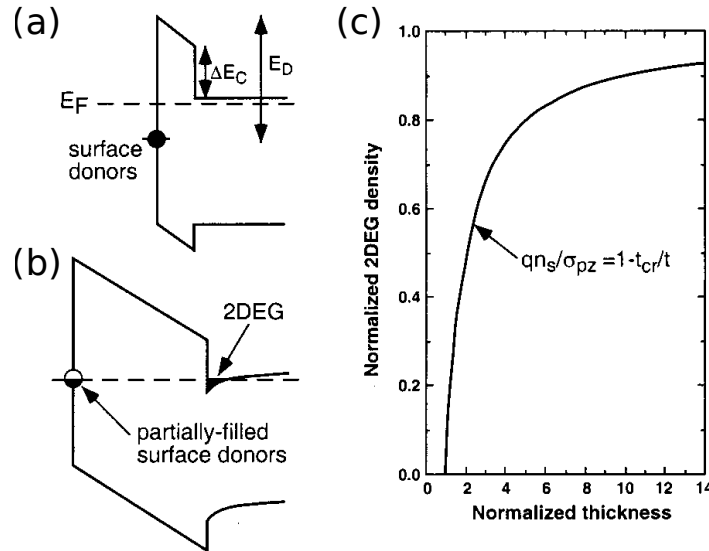 (a)
ΔE_C
E_D
E_F
surface
donors
(b)
2DEG
partially-filled
surface donors
(c)
Normalized 2DEG density
1.0
0.8
0.6
0.4
0.2
0.0
qn_s/σ_pz =1-t_cr/t
0 2 4 6 8 10 12 14
Normalized thickness